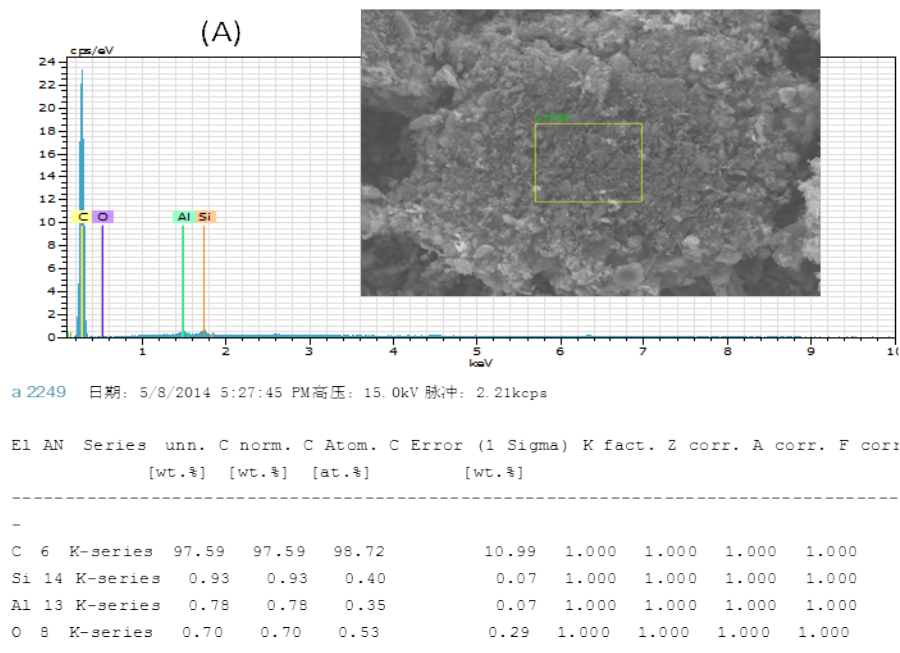 (A)
cps/eV
24
22
20
18
16
14
12
10
8
6
4
2
0
C O Al Si
1 2 3 4 5 6 7 8 9 10
keV
a 2249 日期: 5/8/2014 5:27:45 PM 高压: 15.0kV 脉冲: 2.21kcps
El AN Series unn. C norm. C Atom. C Error (1 Sigma) K fact. Z corr. A corr. F corr
[wt.%] [wt.%] [at.%] [wt.%]
C 6 K-series 97.59 97.59 98.72 10.99 1.000 1.000 1.000 1.000
Si 14 K-series 0.93 0.93 0.40 0.07 1.000 1.000 1.000 1.000
Al 13 K-series 0.78 0.78 0.35 0.07 1.000 1.000 1.000 1.000
O 8 K-series 0.70 0.70 0.53 0.29 1.000 1.000 1.000 1.000